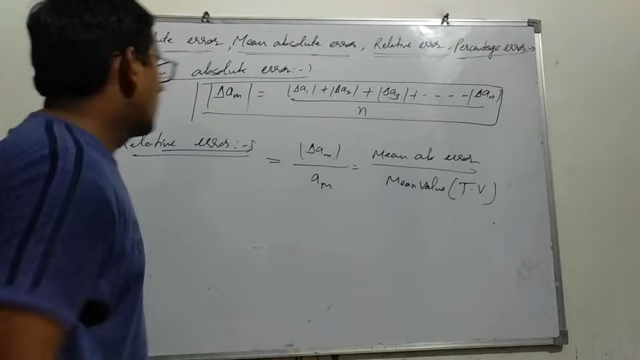 ute error, Mean absolute error, Relative error, Percentage error:-
absolute error:-)
|Δam| = |Δa1| + |Δa2| + |Δa3| + - - - - |Δan| / n
Relative error:-)
= |Δam| / am = Mean ab error / Mean Value (T.V)